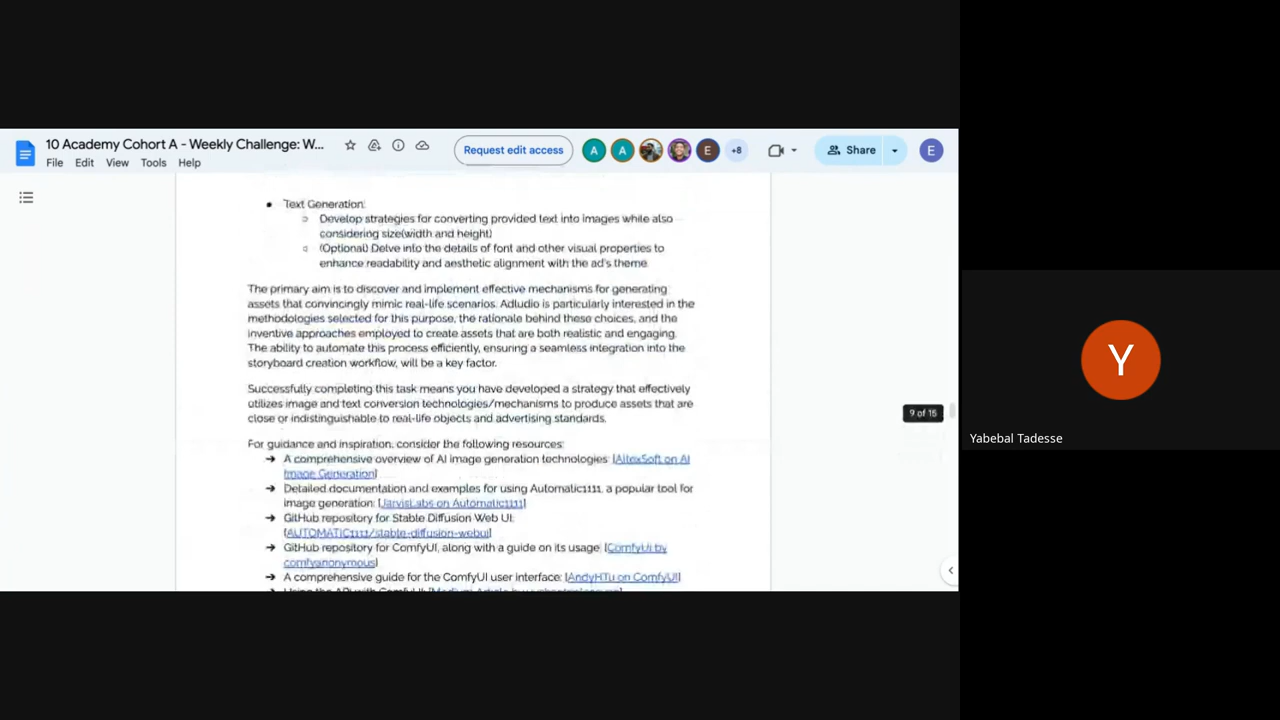 10 Academy Cohort A - Weekly Challenge: W...
Request edit access
A
A
E
+8
Share
E
File Edit View Tools Help
Text Generation:
Develop strategies for converting provided text into images while also
considering size(width and height)
(Optional) Delve into the details of font and other visual properties to
enhance readability and aesthetic alignment with the ad's theme.
The primary aim is to discover and implement effective mechanisms for generating
assets that convincingly mimic real-life scenarios. Adludio is particularly interested in the
methodologies selected for this purpose, the rationale behind these choices, and the
inventive approaches employed to create assets that are both realistic and engaging.
The ability to automate this process efficiently, ensuring a seamless integration into the
storyboard creation workflow, will be a key factor.
Successfully completing this task means you have developed a strategy that effectively
utilizes image and text conversion technologies/mechanisms to produce assets that are
close or indistinguishable to real-life objects and advertising standards.
9 of 15
For guidance and inspiration, consider the following resources:
→ A comprehensive overview of AI image generation technologies: [AltexSoft on AI
Image Generation]
→ Detailed documentation and examples for using Automatic1111, a popular tool for
image generation: [JarvisLabs on Automatic1111]
→ GitHub repository for Stable Diffusion Web UI:
[AUTOMATIC1111/stable-diffusion-webui]
→ GitHub repository for ComfyUI, along with a guide on its usage: [ComfyUI by
comfyanonymous]
→ A comprehensive guide for the ComfyUI user interface: [AndyHTu on ComfyUI]
→ Using the API with ComfyUI: [Medium Article by
Y
Yabebal Tadesse